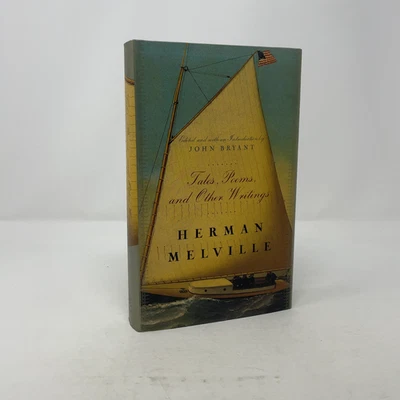 Edited and with an Introduction by
JOHN BRYANT
Tales, Poems,
and Other Writings
HERMAN
MELVILLE